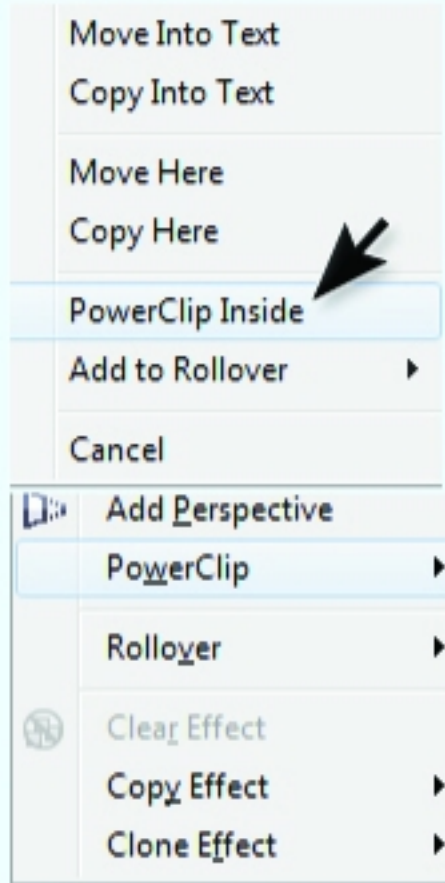 Move Into Text
Copy Into Text
Move Here
Copy Here
PowerClip Inside
Add to Rollover
Cancel
Add Perspective
PowerClip
Rollover
Clear Effect
Copy Effect
Clone Effect